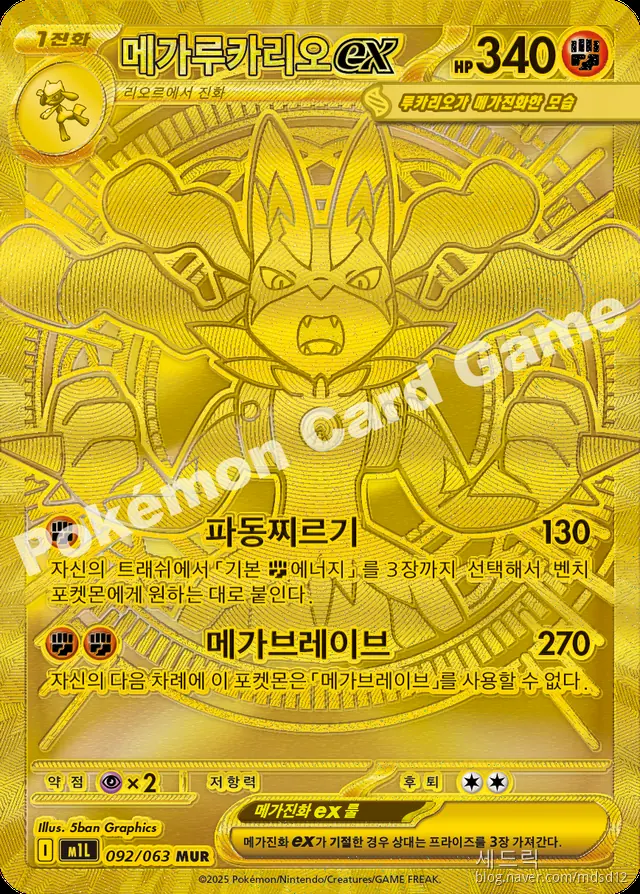 1진화 메가루카리오ex HP 340
리오르에서 진화
루카리오가 메가진화한 모습
Pokémon Card Game
파동찌르기 130
자신의 트래쉬에서 「기본 에너지」를 3장까지 선택해서 벤치
포켓몬에게 원하는 대로 붙인다.
메가브레이브 270
자신의 다음 차례에 이 포켓몬은 「메가브레이브」를 사용할 수 없다.
약점 ×2 저항력 후퇴
메가진화 ex 룰
메가진화 ex가 기절한 경우 상대는 프라이즈를 3장 가져간다.
Illus. 5ban Graphics
I M1L 092/063 MUR
세드릭
blog.naver.com/mdsd12
©2025 Pokémon/Nintendo/Creatures/GAME FREAK.